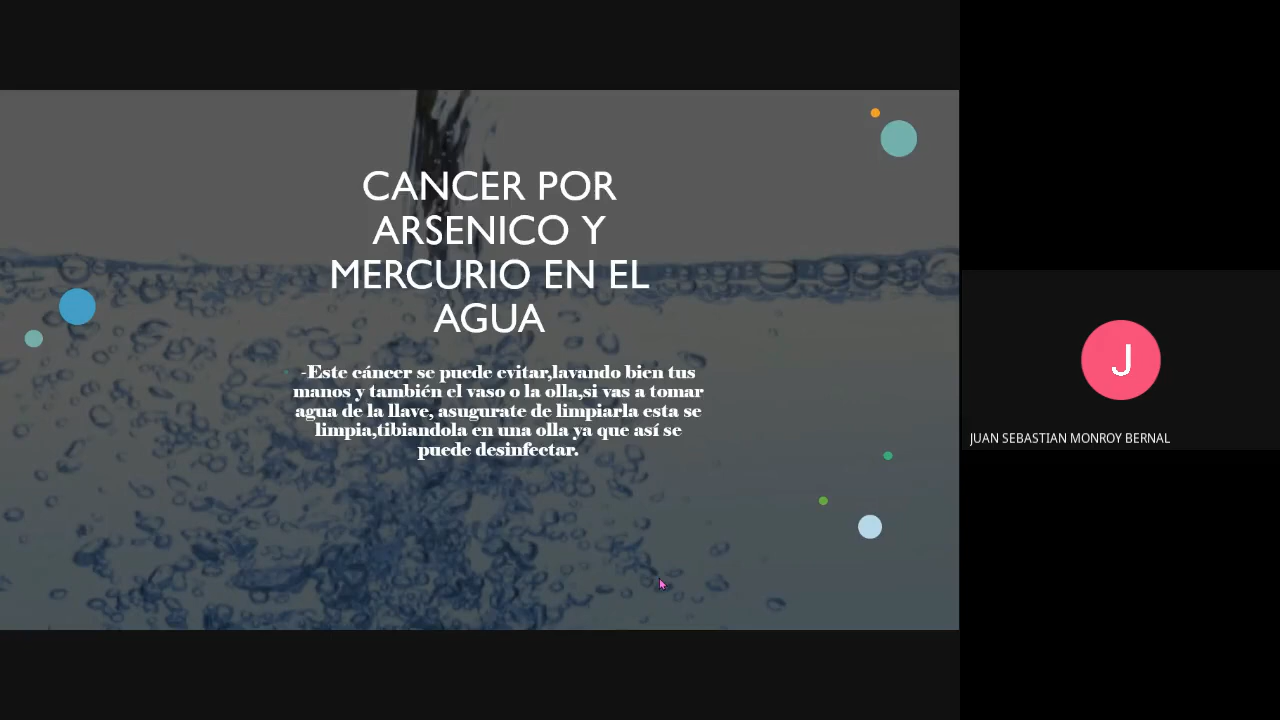 CANCER POR
ARSENICO Y
MERCURIO EN EL
AGUA
-Este cáncer se puede evitar,lavando bien tus
manos y también el vaso o la olla,si vas a tomar
agua de la llave, asugurate de limpiarla esta se
limpia,tibiandola en una olla ya que así se
puede desinfectar.
J
JUAN SEBASTIAN MONROY BERNAL